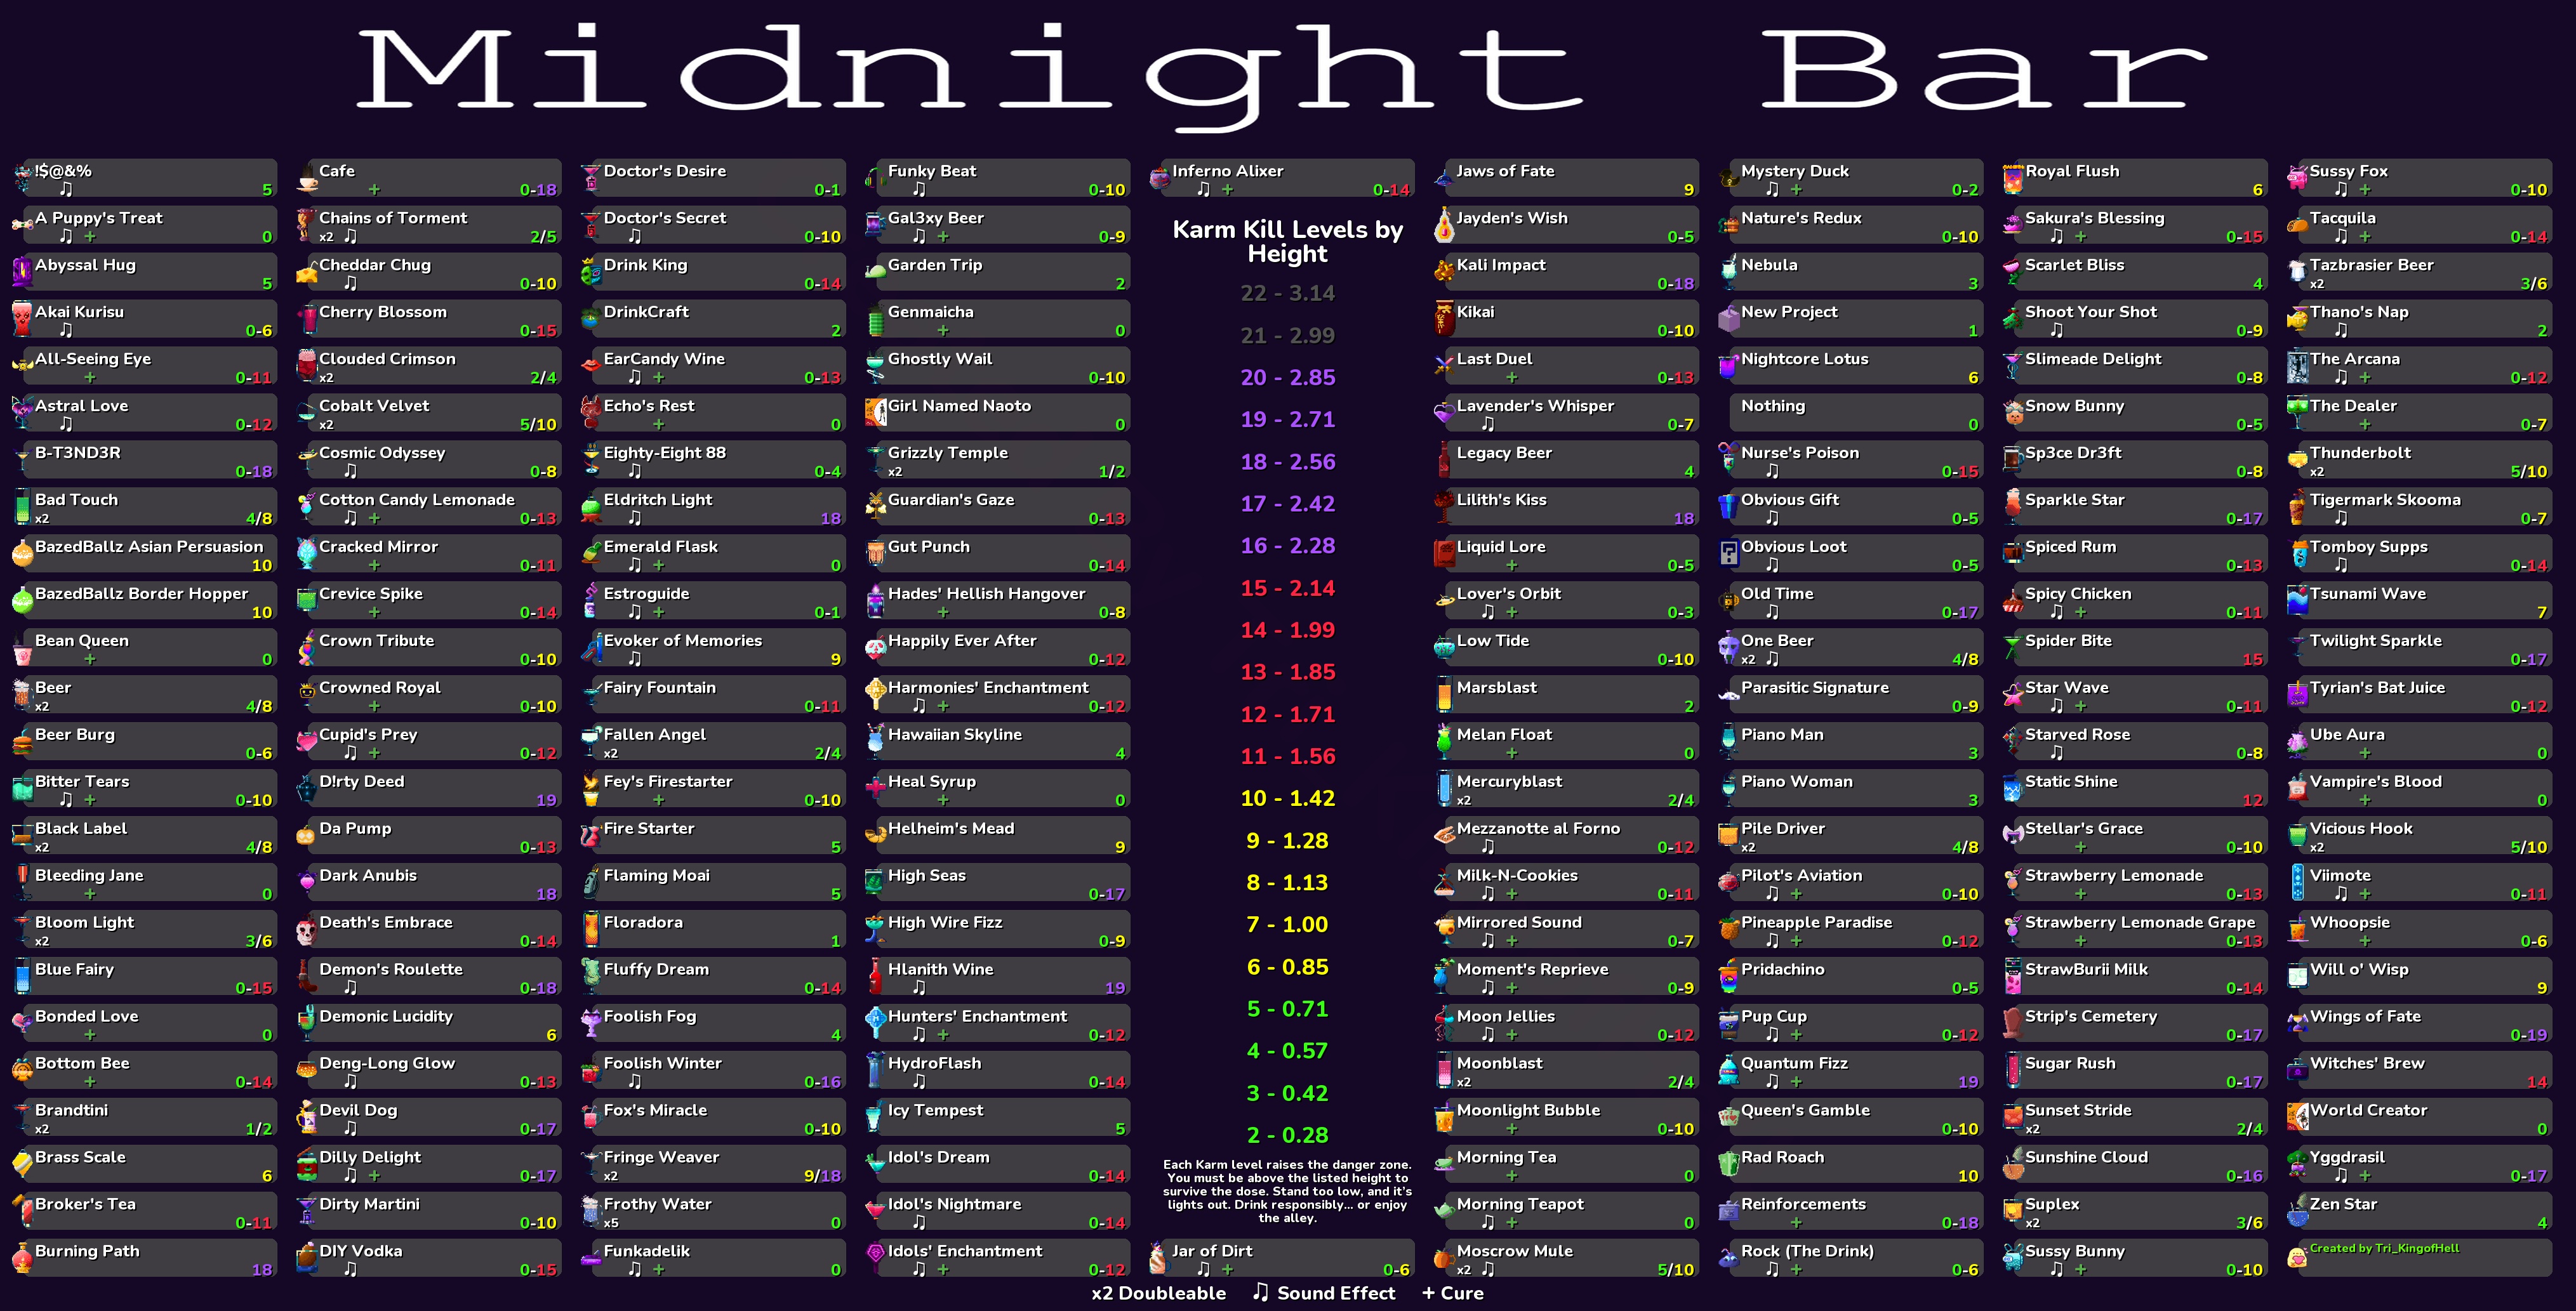 Midnight Bar
!$@&%
♫ 5
A Puppy's Treat
♫ + 0
Abyssal Hug
5
Akai Kurisu
♫ 0-6
All-Seeing Eye
+ 0-11
Astral Love
♫ 0-12
B-T3ND3R
0-18
Bad Touch
x2 4/8
BazedBallz Asian Persuasion
10
BazedBallz Border Hopper
10
Bean Queen
+ 0
Beer
x2 4/8
Beer Burg
0-6
Bitter Tears
♫ + 0-10
Black Label
x2 4/8
Bleeding Jane
+ 0
Bloom Light
x2 3/6
Blue Fairy
0-15
Bonded Love
+ 0
Bottom Bee
+ 0-14
Brandtini
x2 1/2
Brass Scale
6
Broker's Tea
0-11
Burning Path
18
Cafe
+ 0-18
Chains of Torment
x2 ♫ 2/5
Cheddar Chug
♫ 0-10
Cherry Blossom
0-15
Clouded Crimson
x2 2/4
Cobalt Velvet
x2 5/10
Cosmic Odyssey
♫ 0-8
Cotton Candy Lemonade
♫ + 0-13
Cracked Mirror
+ 0-11
Crevice Spike
+ 0-14
Crown Tribute
0-10
Crowned Royal
+ 0-10
Cupid's Prey
♫ + 0-12
D!rty Deed
19
Da Pump
0-13
Dark Anubis
18
Death's Embrace
0-14
Demon's Roulette
♫ 0-18
Demonic Lucidity
6
Deng-Long Glow
♫ 0-13
Devil Dog
♫ 0-17
Dilly Delight
♫ + 0-17
Dirty Martini
0-10
DIY Vodka
♫ 0-15
Doctor's Desire
0-1
Doctor's Secret
♫ 0-10
Drink King
0-14
DrinkCraft
2
EarCandy Wine
♫ + 0-13
Echo's Rest
+ 0
Eighty-Eight 88
♫ 0-4
Eldritch Light
♫ 18
Emerald Flask
♫ + 0
Estroguide
♫ + 0-1
Evoker of Memories
♫ 9
Fairy Fountain
0-11
Fallen Angel
x2 2/4
Fey's Firestarter
+ 0-10
Fire Starter
5
Flaming Moai
5
Floradora
1
Fluffy Dream
0-14
Foolish Fog
4
Foolish Winter
♫ 0-16
Fox's Miracle
0-10
Fringe Weaver
x2 9/18
Frothy Water
x5 0
Funkadelik
♫ + 0
Funky Beat
♫ 0-10
Gal3xy Beer
♫ + 0-9
Garden Trip
2
Genmaicha
+ 0
Ghostly Wail
0-10
Girl Named Naoto
0
Grizzly Temple
x2 1/2
Guardian's Gaze
0-13
Gut Punch
0-14
Hades' Hellish Hangover
+ 0-8
Happily Ever After
0-12
Harmonies' Enchantment
♫ + 0-12
Hawaiian Skyline
4
Heal Syrup
+ 0
Helheim's Mead
9
High Seas
0-17
High Wire Fizz
0-9
Hlanith Wine
♫ 19
Hunters' Enchantment
♫ + 0-12
HydroFlash
♫ 0-14
Icy Tempest
5
Idol's Dream
0-14
Idol's Nightmare
♫ 0-14
Idols' Enchantment
♫ + 0-12
Inferno Alixer
♫ + 0-14
Karm Kill Levels by
Height
22 - 3.14
21 - 2.99
20 - 2.85
19 - 2.71
18 - 2.56
17 - 2.42
16 - 2.28
15 - 2.14
14 - 1.99
13 - 1.85
12 - 1.71
11 - 1.56
10 - 1.42
9 - 1.28
8 - 1.13
7 - 1.00
6 - 0.85
5 - 0.71
4 - 0.57
3 - 0.42
2 - 0.28
Each Karm level raises the danger zone.
You must be above the listed height to
survive the dose. Stand too low, and it's
lights out. Drink responsibly... or enjoy
the alley.
Jar of Dirt
♫ + 0-6
Jaws of Fate
9
Jayden's Wish
0-5
Kali Impact
0-18
Kikai
0-10
Last Duel
+ 0-13
Lavender's Whisper
♫ 0-7
Legacy Beer
4
Lilith's Kiss
18
Liquid Lore
+ 0-5
Lover's Orbit
♫ + 0-3
Low Tide
0-10
Marsblast
2
Melan Float
+ 0
Mercuryblast
x2 2/4
Mezzanotte al Forno
♫ 0-12
Milk-N-Cookies
♫ + 0-11
Mirrored Sound
♫ + 0-7
Moment's Reprieve
♫ + 0-9
Moon Jellies
♫ + 0-12
Moonblast
x2 2/4
Moonlight Bubble
+ 0-10
Morning Tea
+ 0
Morning Teapot
♫ + 0
Moscrow Mule
x2 ♫ 5/10
Mystery Duck
♫ + 0-2
Nature's Redux
0-10
Nebula
3
New Project
1
Nightcore Lotus
6
Nothing
0
Nurse's Poison
♫ 0-15
Obvious Gift
♫ 0-5
Obvious Loot
♫ 0-5
Old Time
♫ 0-17
One Beer
x2 ♫ 4/8
Parasitic Signature
0-9
Piano Man
3
Piano Woman
3
Pile Driver
x2 4/8
Pilot's Aviation
♫ + 0-10
Pineapple Paradise
♫ + 0-12
Pridachino
0-5
Pup Cup
♫ + 0-12
Quantum Fizz
♫ + 19
Queen's Gamble
0-10
Rad Roach
10
Reinforcements
+ 0-18
Rock (The Drink)
♫ + 0-6
Royal Flush
6
Sakura's Blessing
♫ + 0-15
Scarlet Bliss
4
Shoot Your Shot
♫ 0-9
Slimeade Delight
0-8
Snow Bunny
0-5
Sp3ce Dr3ft
0-8
Sparkle Star
0-17
Spiced Rum
0-13
Spicy Chicken
♫ + 0-11
Spider Bite
15
Star Wave
♫ + 0-11
Starved Rose
♫ 0-8
Static Shine
12
Stellar's Grace
+ 0-10
Strawberry Lemonade
+ 0-13
Strawberry Lemonade Grape
+ 0-13
StrawBurii Milk
0-14
Strip's Cemetery
0-17
Sugar Rush
0-17
Sunset Stride
x2 2/4
Sunshine Cloud
0-16
Suplex
x2 3/6
Sussy Bunny
♫ + 0-10
Sussy Fox
♫ + 0-10
Tacquila
♫ + 0-14
Tazbrasier Beer
x2 3/6
Thano's Nap
♫ 2
The Arcana
♫ + 0-12
The Dealer
+ 0-7
Thunderbolt
x2 5/10
Tigermark Skooma
♫ 0-7
Tomboy Supps
♫ 0-14
Tsunami Wave
7
Twilight Sparkle
0-17
Tyrian's Bat Juice
0-12
Ube Aura
+ 0
Vampire's Blood
+ 0
Vicious Hook
x2 5/10
Viimote
♫ + 0-11
Whoopsie
+ 0-6
Will o' Wisp
9
Wings of Fate
0-19
Witches' Brew
14
World Creator
0
Yggdrasil
♫ + 0-17
Zen Star
4
Created by Tri_KingofHell
x2 Doubleable ♫ Sound Effect + Cure